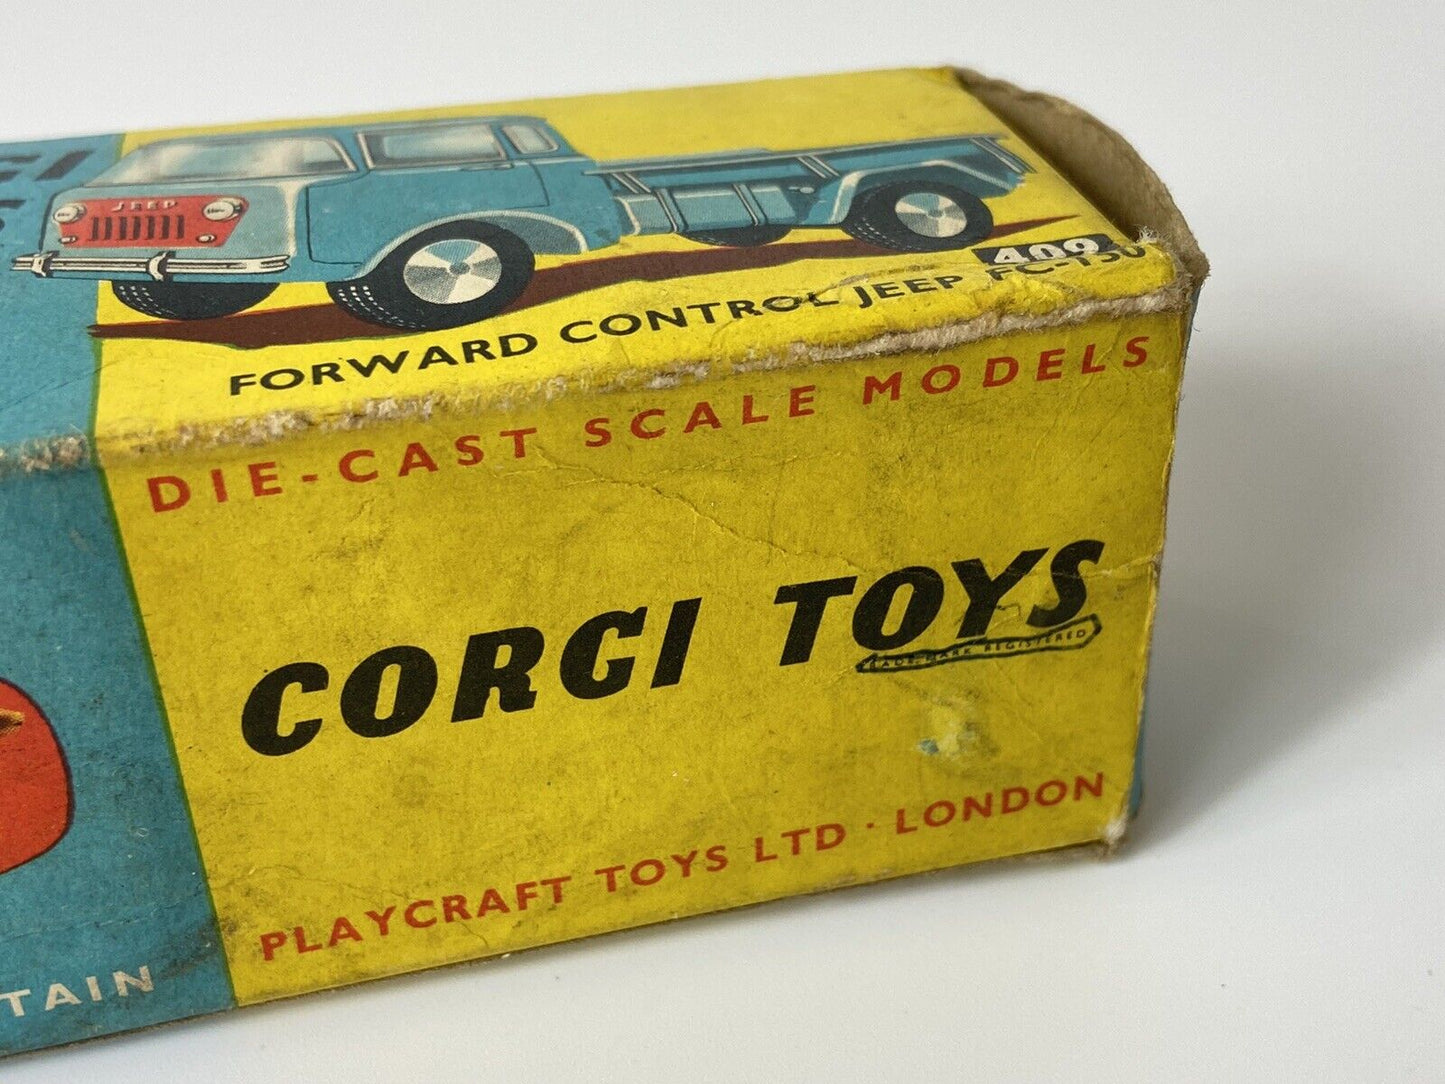 JEEP
409
FORWARD CONTROL JEEP FC-150
DIE-CAST SCALE MODELS
CORGI TOYS
TRADE MARK REGISTERED
PLAYCRAFT TOYS LTD · LONDON
TAIN